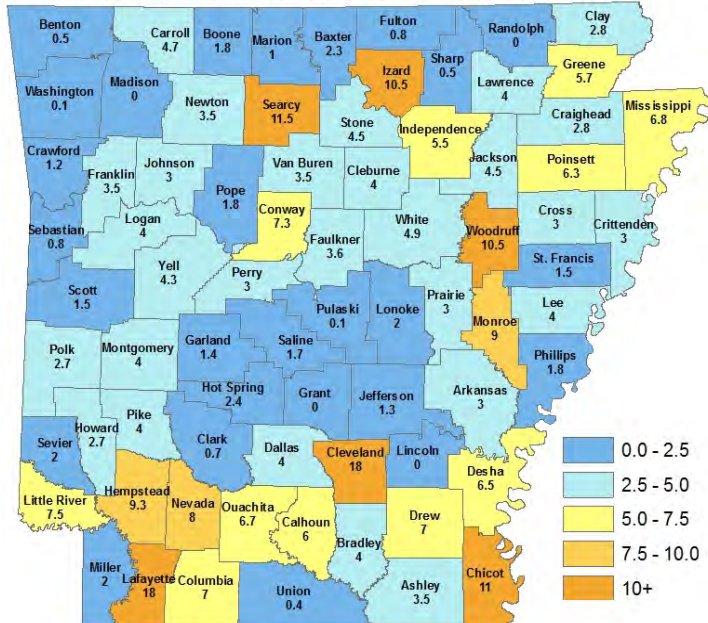 Benton
0.5
Carroll
4.7
Boone
1.8
Marion
1
Baxter
2.3
Fulton
0.8
Randolph
0
Clay
2.8
Washington
0.1
Madison
0
Newton
3.5
Searcy
11.5
Izard
10.5
Sharp
0.5
Lawrence
4
Greene
5.7
Stone
4.5
Independence
5.5
Craighead
2.8
Mississippi
6.8
Crawford
1.2
Franklin
3.5
Johnson
3
Pope
1.8
Van Buren
3.5
Cleburne
4
Jackson
4.5
Poinsett
6.3
Logan
4
Conway
7.3
Sebastian
0.8
Faulkner
3.6
White
4.9
Woodruff
10.5
Cross
3
Crittenden
3
St. Francis
1.5
Scott
1.5
Yell
4.3
Perry
3
Pulaski
0.1
Lonoke
2
Prairie
3
Monroe
9
Lee
4
Phillips
1.8
Polk
2.7
Montgomery
4
Garland
1.4
Saline
1.7
Hot Spring
2.4
Grant
0
Jefferson
1.3
Arkansas
3
Sevier
2
Howard
2.7
Pike
4
Clark
0.7
Dallas
4
Cleveland
18
Lincoln
0
Desha
6.5
Little River
7.5
Hempstead
9.3
Nevada
8
Ouachita
6.7
Calhoun
6
Bradley
4
Drew
7
Miller
2
Lafayette
18
Columbia
7
Union
0.4
Ashley
3.5
Chicot
11
0.0 - 2.5
2.5 - 5.0
5.0 - 7.5
7.5 - 10.0
10+